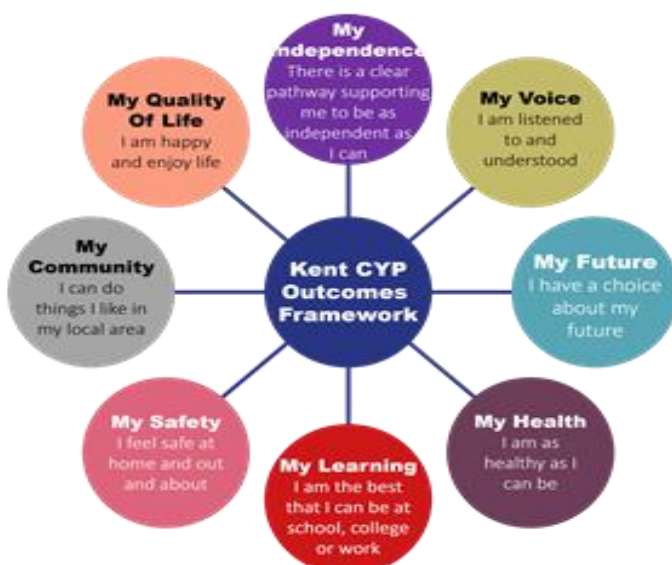 My
Independence
There is a clear
pathway supporting
me to be as
independent as
I can
My Voice
I am listened
to and
understood
My Future
I have a choice
about my
future
My Health
I am as
healthy as I
can be
My Learning
I am the best
that I can be at
school, college
or work
My Safety
I feel safe at
home and out
and about
My
Community
I can do
things I like in
my local area
My Quality
Of Life
I am happy
and enjoy life
Kent CYP
Outcomes
Framework